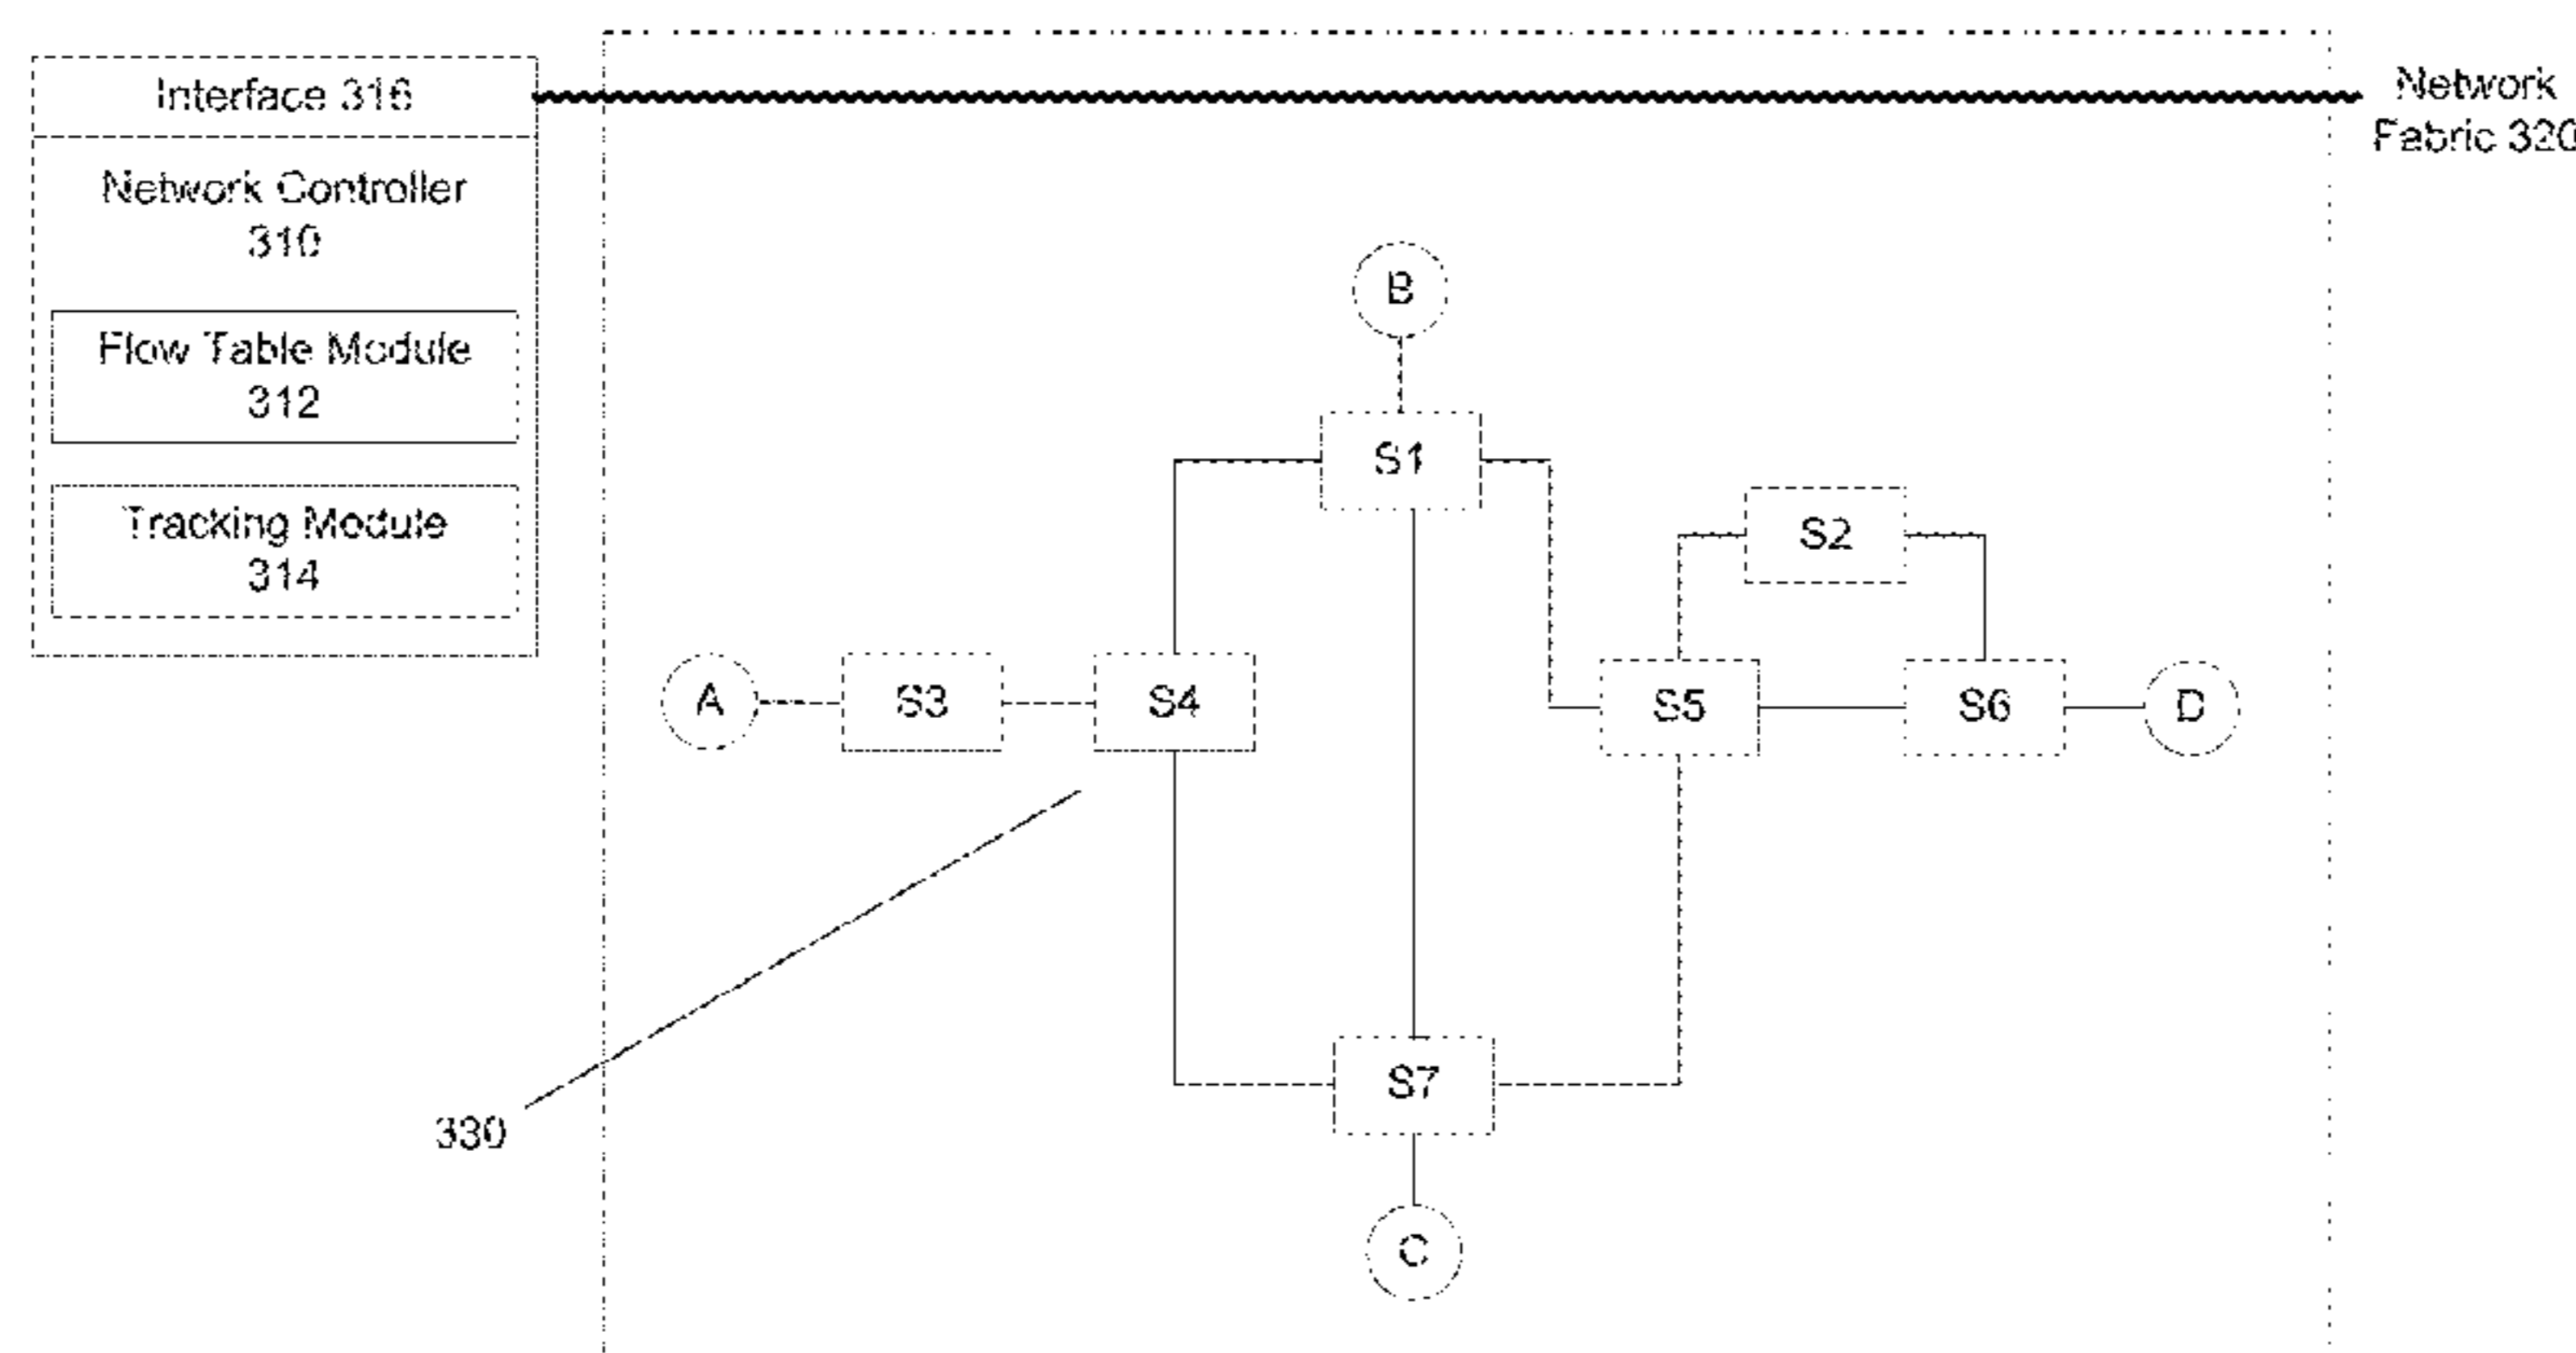 Interface 316
Network Controller
310
Flow Table Module
312
Tracking Module
314
Network
Fabric 320
B
S1
S2
A
S3
S4
S5
S6
D
S7
330
C